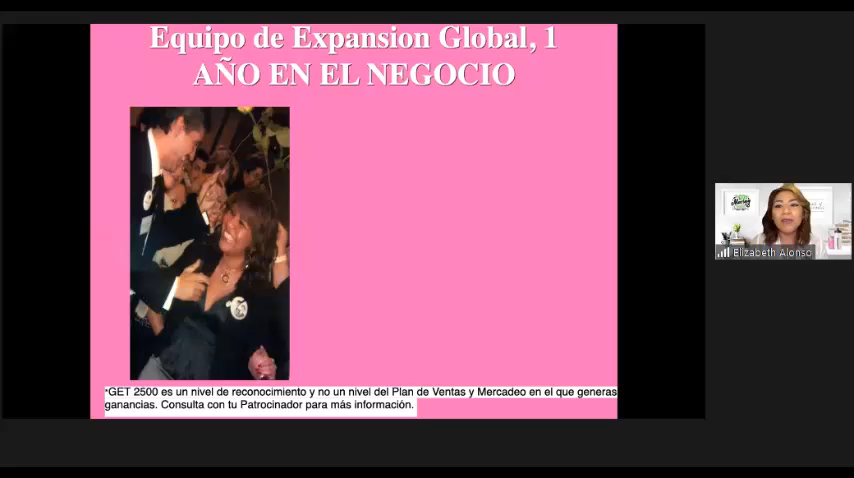 Equipo de Expansion Global, 1
AÑO EN EL NEGOCIO
*GET 2500 es un nivel de reconocimiento y no un nivel del Plan de Ventas y Mercadeo en el que generas
ganancias. Consulta con tu Patrocinador para más información.
Elizabeth Alonso